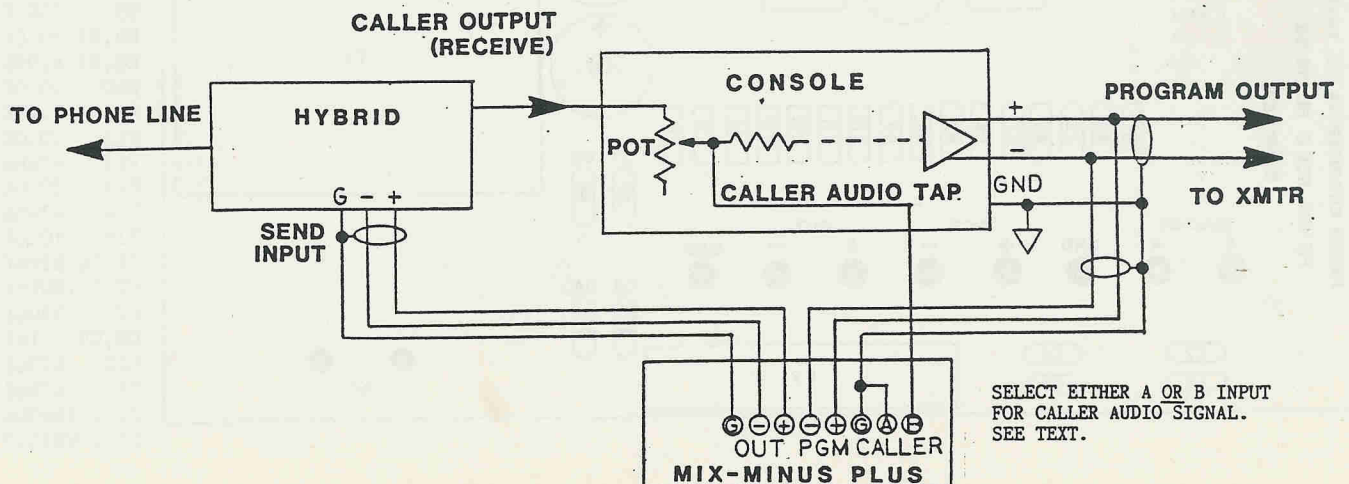 CALLER OUTPUT
(RECEIVE)
TO PHONE LINE
HYBRID
G - +
SEND
INPUT
CONSOLE
POT
CALLER AUDIO TAP.
+
-
GND
PROGRAM OUTPUT
TO XMTR
G - + - + G A B
OUT PGM CALLER
MIX-MINUS PLUS
SELECT EITHER A OR B INPUT
FOR CALLER AUDIO SIGNAL.
SEE TEXT.